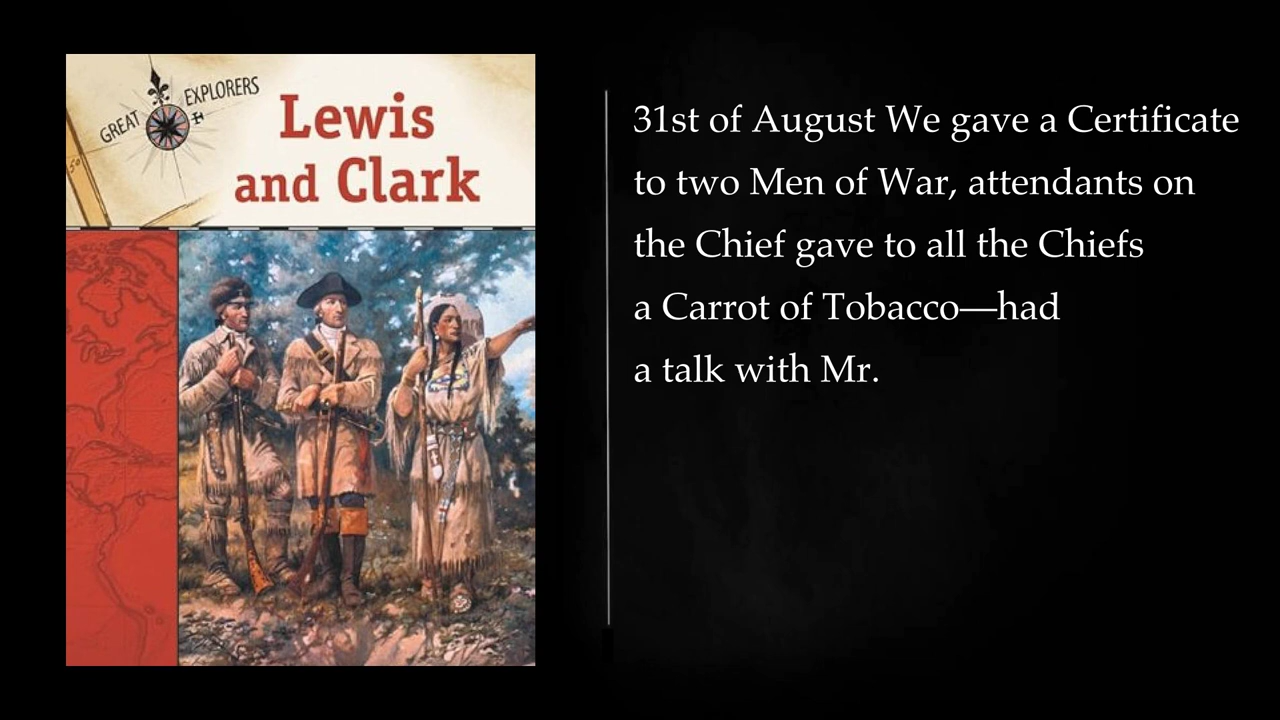 GREAT EXPLORERS
Lewis
and Clark
50
31st of August We gave a Certificate
to two Men of War, attendants on
the Chief gave to all the Chiefs
a Carrot of Tobacco—had
a talk with Mr.